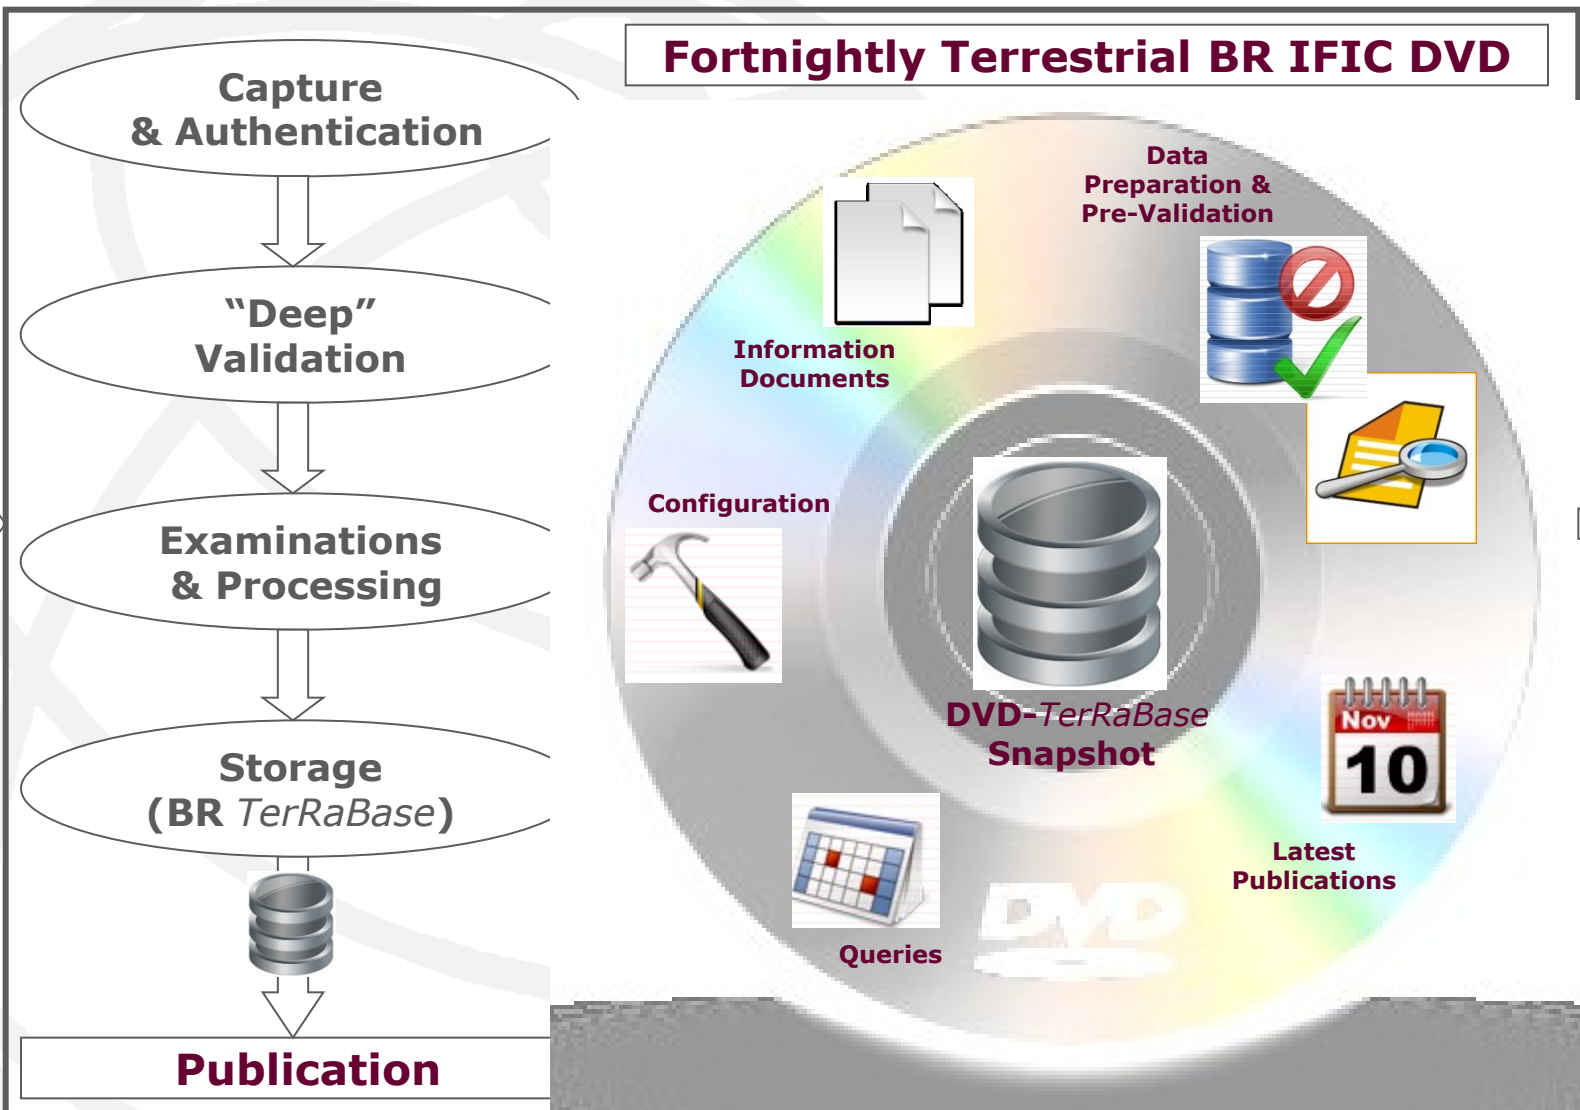 Fortnightly Terrestrial BR IFIC DVD
Capture
& Authentication
“Deep”
Validation
Examinations
& Processing
Storage
(BR TerRaBase)
Publication
Data
Preparation &
Pre-Validation
Information
Documents
Configuration
DVD-TerRaBase
Snapshot
Nov
10
Latest
Publications
Queries
DVD